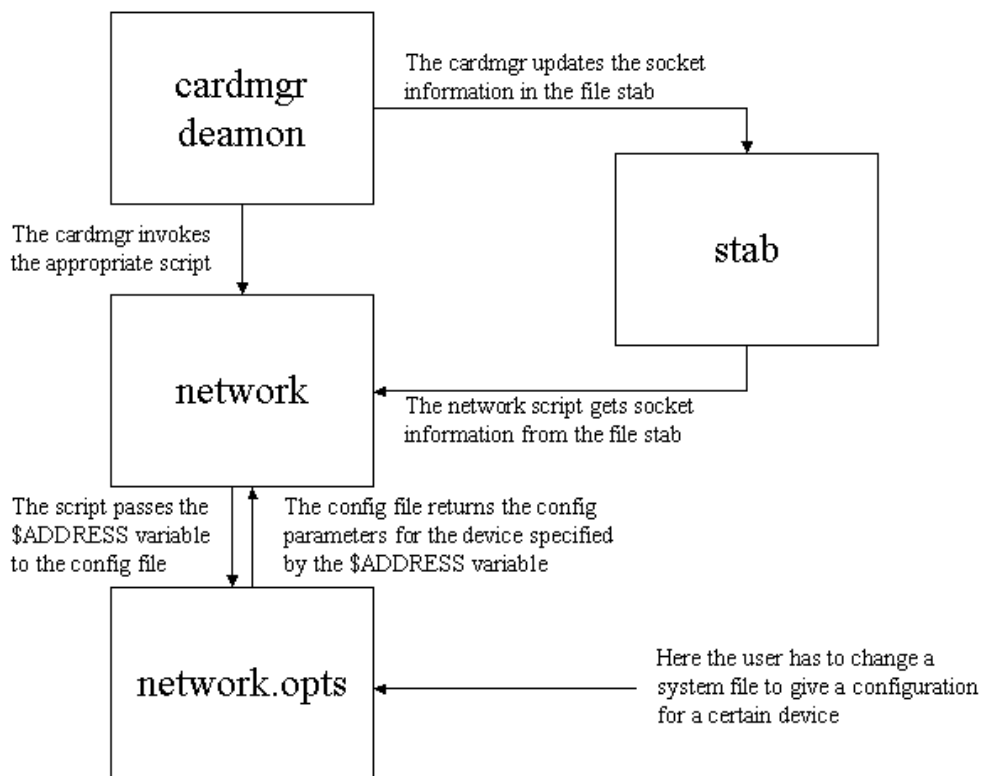 cardmgr
deamon
The cardmgr updates the socket
information in the file stab
stab
The cardmgr invokes
the appropriate script
network
The network script gets socket
information from the file stab
The script passes the
$ADDRESS variable
to the config file
The config file returns the config
parameters for the device specified
by the $ADDRESS variable
network.opts
Here the user has to change a
system file to give a configuration
for a certain device